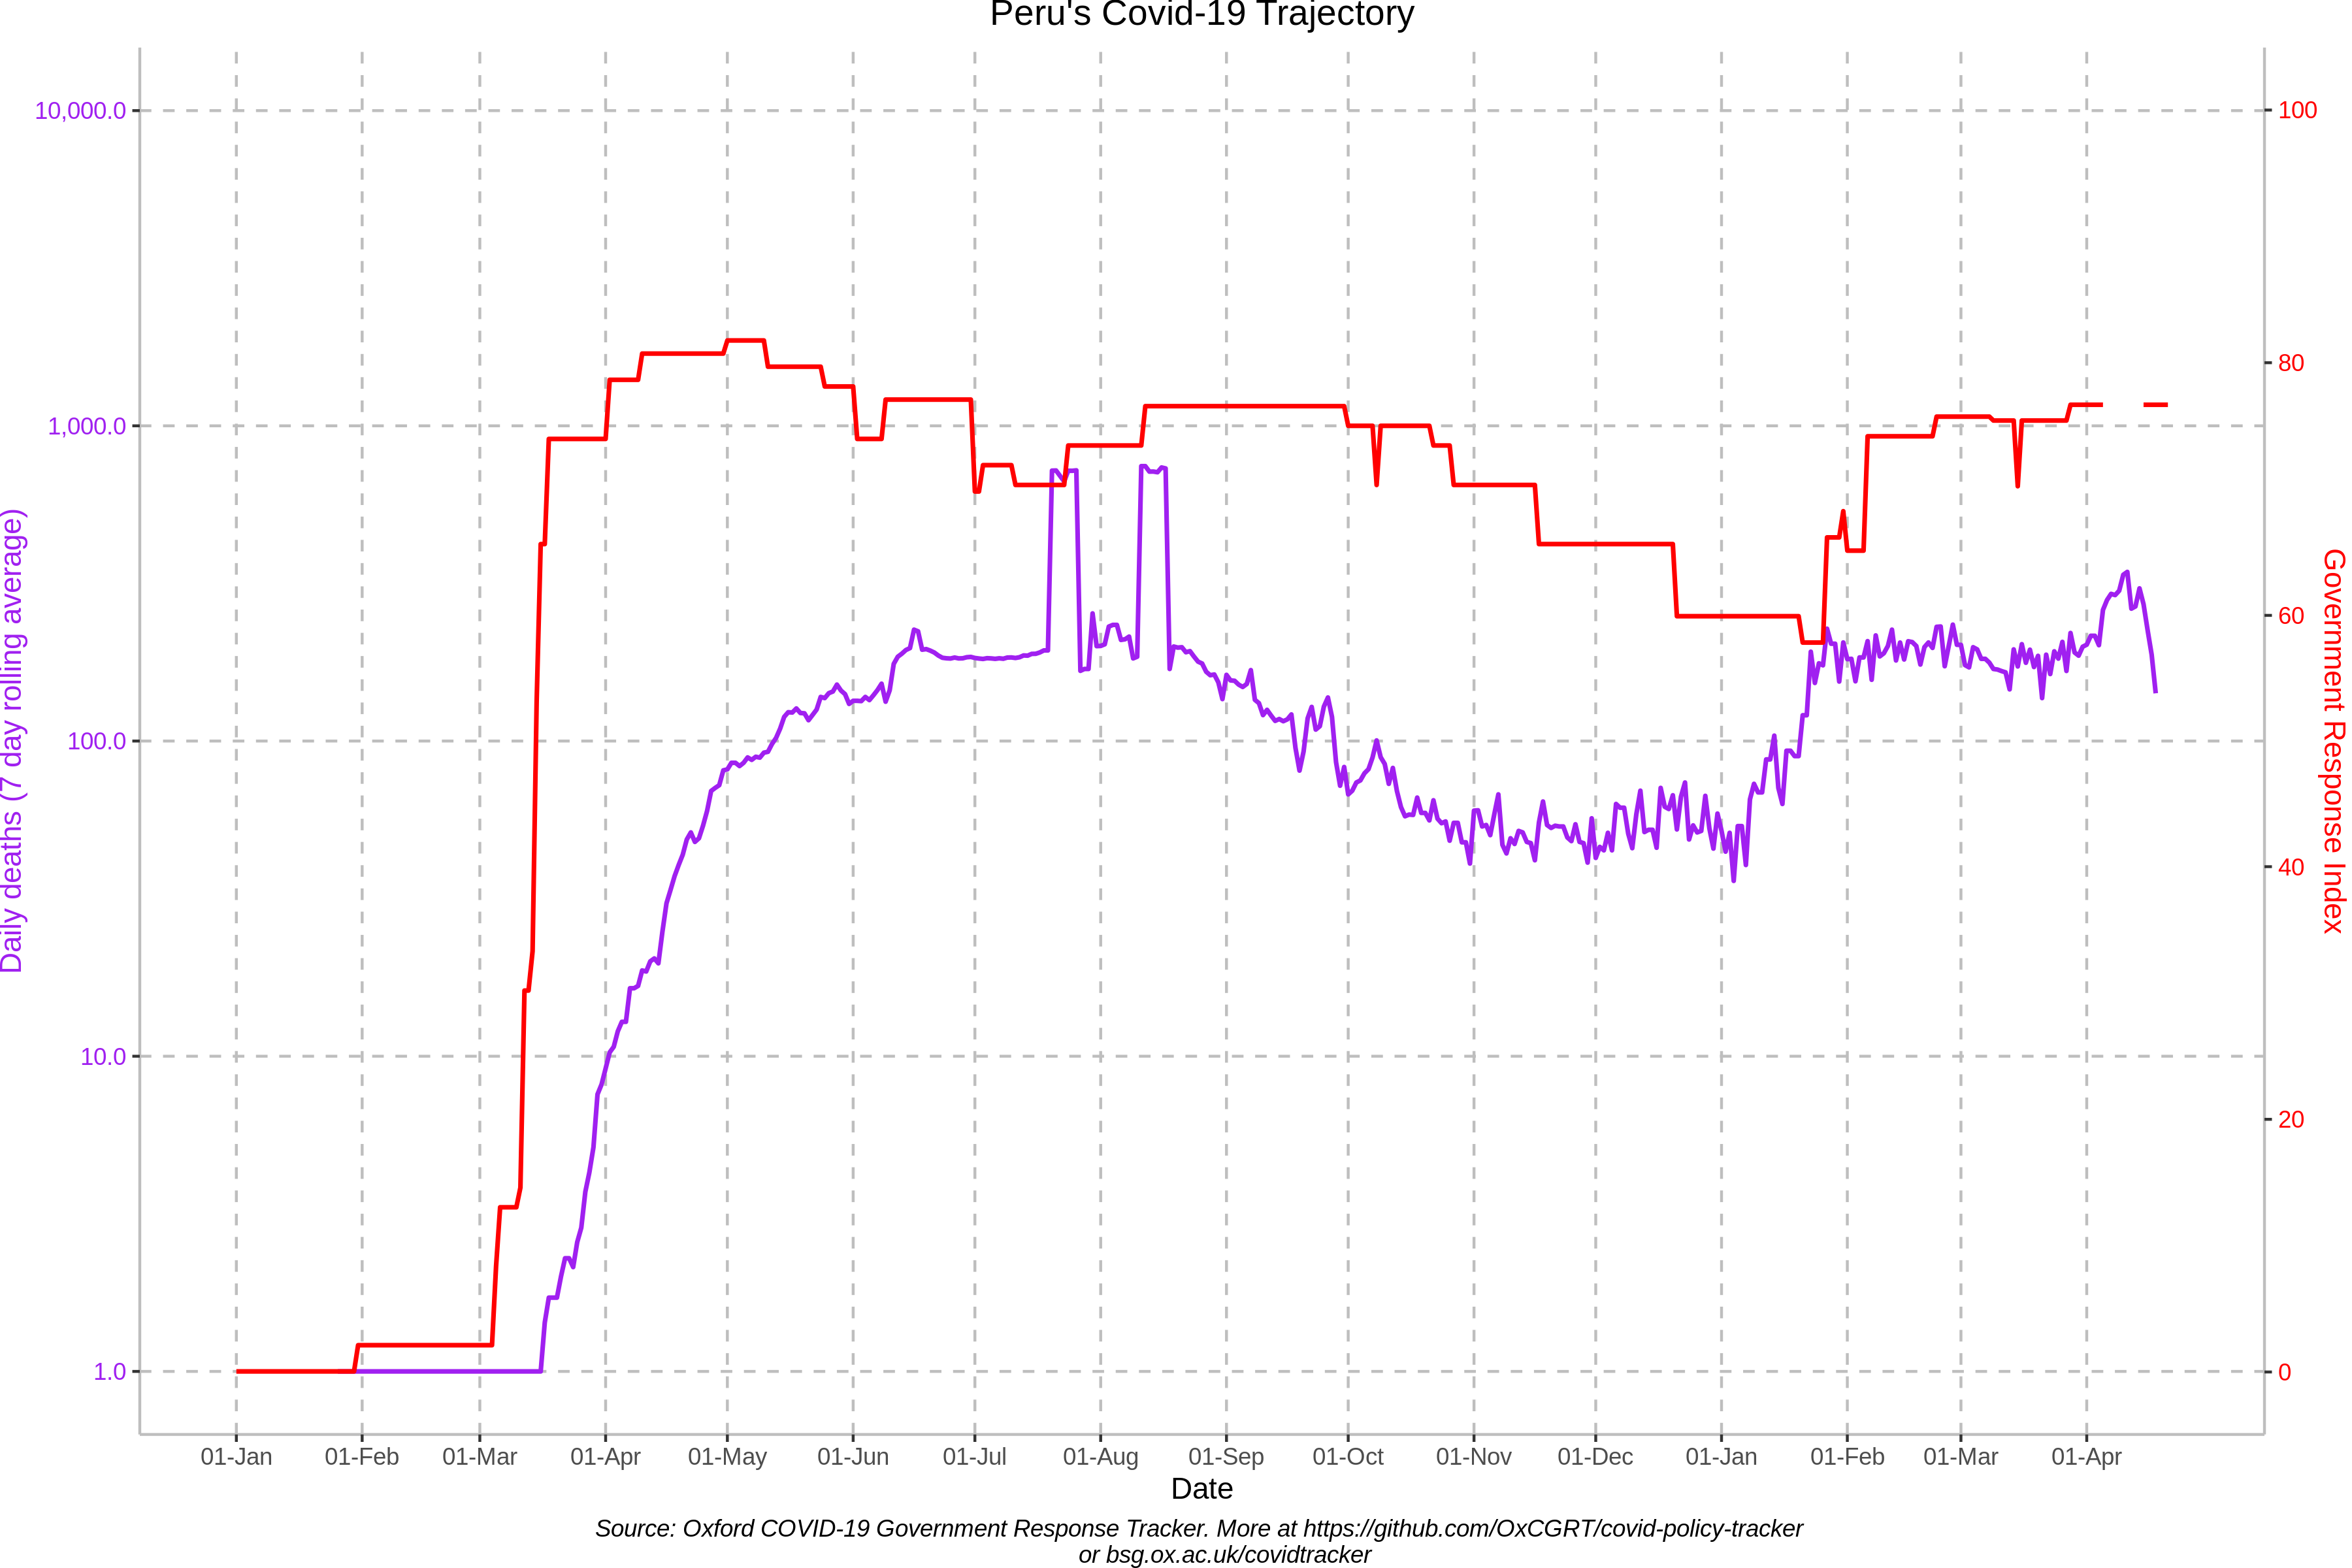 Peru's Covid-19 Trajectory
10,000.0
1,000.0
100.0
10.0
1.0
Daily deaths (7 day rolling average)
100
80
60
40
20
0
Government Response Index
01-Jan 01-Feb 01-Mar 01-Apr 01-May 01-Jun 01-Jul 01-Aug 01-Sep 01-Oct 01-Nov 01-Dec 01-Jan 01-Feb 01-Mar 01-Apr
Date
Source: Oxford COVID-19 Government Response Tracker. More at https://github.com/OxCGRT/covid-policy-tracker
or bsg.ox.ac.uk/covidtracker